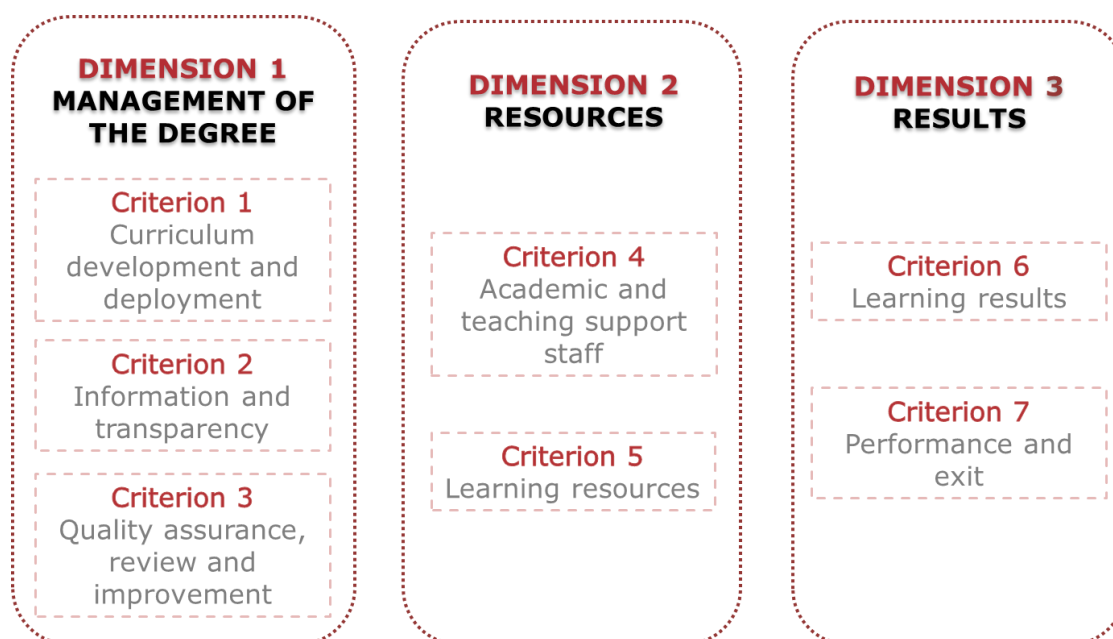 DIMENSION 1
MANAGEMENT OF
THE DEGREE
Criterion 1
Curriculum
development and
deployment
Criterion 2
Information and
transparency
Criterion 3
Quality assurance,
review and
improvement
DIMENSION 2
RESOURCES
Criterion 4
Academic and
teaching support
staff
Criterion 5
Learning resources
DIMENSION 3
RESULTS
Criterion 6
Learning results
Criterion 7
Performance and
exit